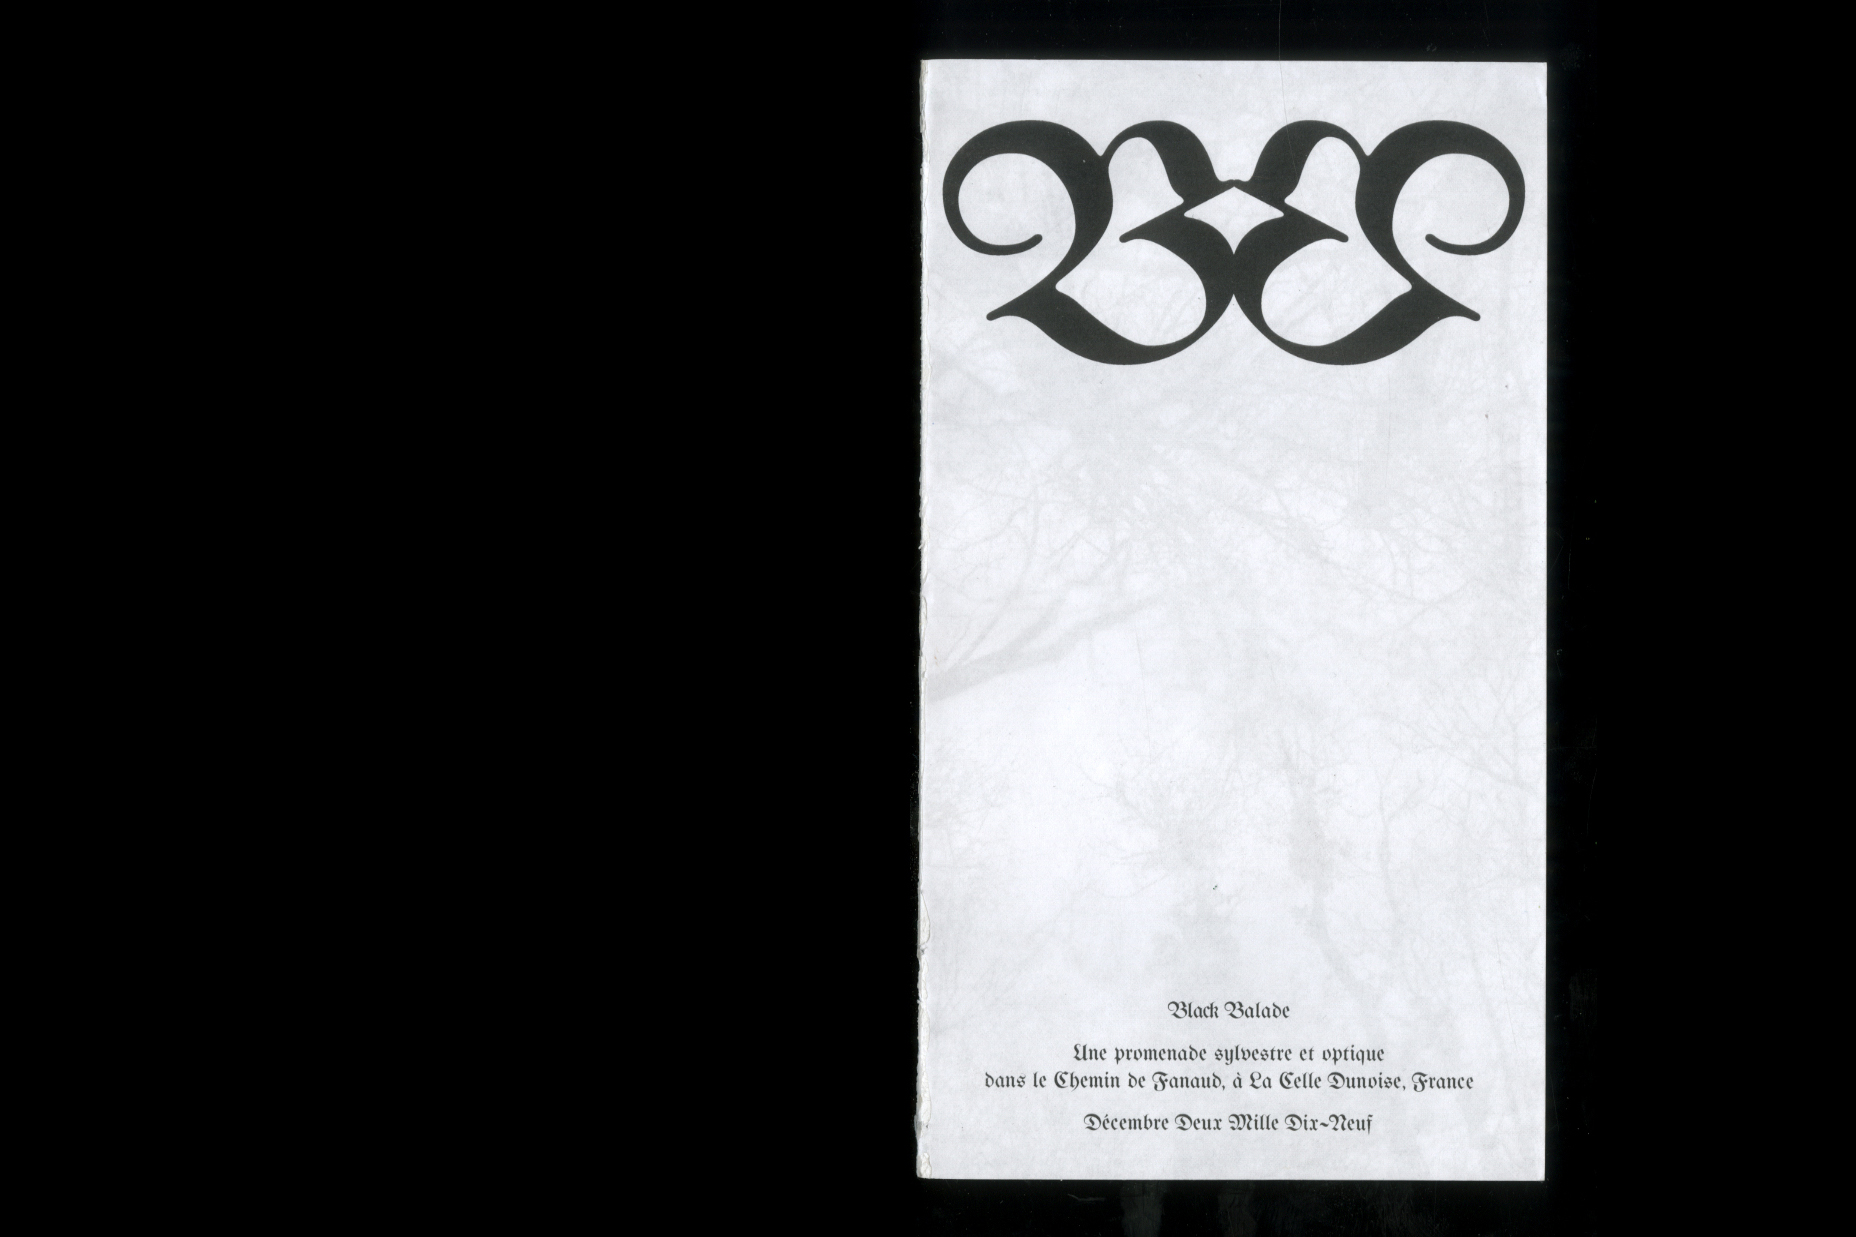 Black Balade
Une promenade sylvestre et optique
dans le Chemin de Fanaud, à La Celle Dunoise, France
Décembre Deux Mille Dix~Neuf